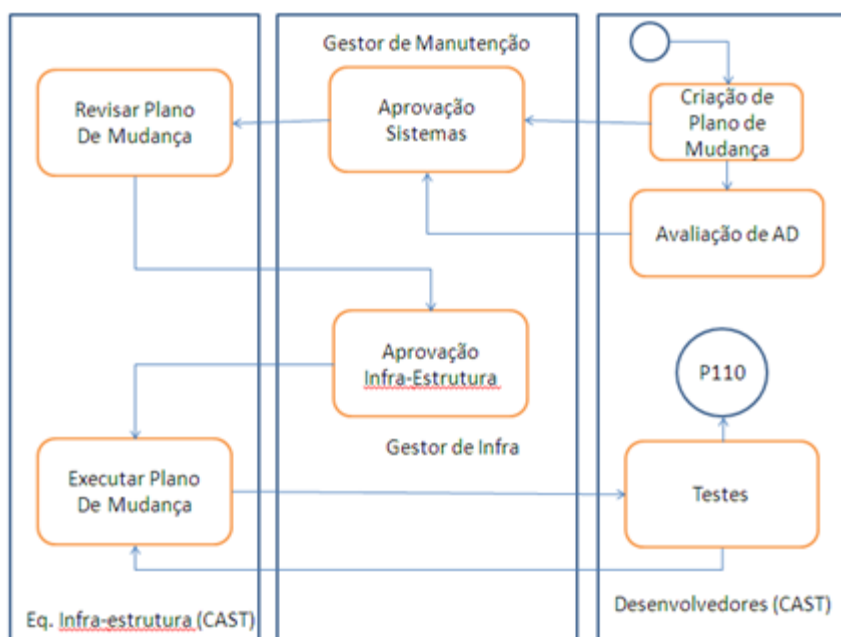 Gestor de Manutenção
Revisar Plano
De Mudança
Aprovação
Sistemas
Criação de
Plano de
Mudança
Avaliação de AD
Aprovação
Infra-Estrutura
P110
Gestor de Infra
Executar Plano
De Mudança
Testes
Eq. Infra-estrutura (CAST)
Desenvolvedores (CAST)